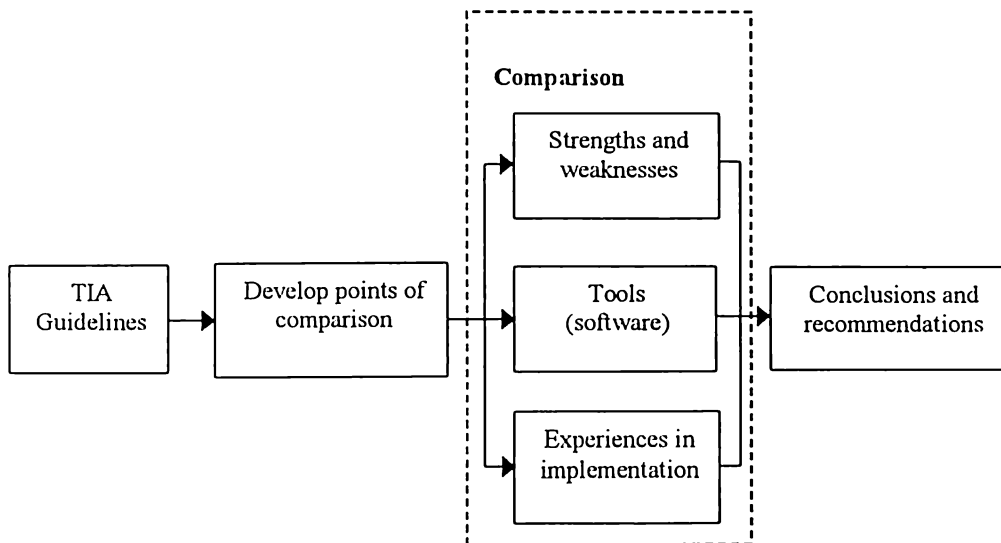 Comparison
Strengths and
weaknesses
TIA
Guidelines
Develop points of
comparison
Tools
(software)
Conclusions and
recommendations
Experiences in
implementation